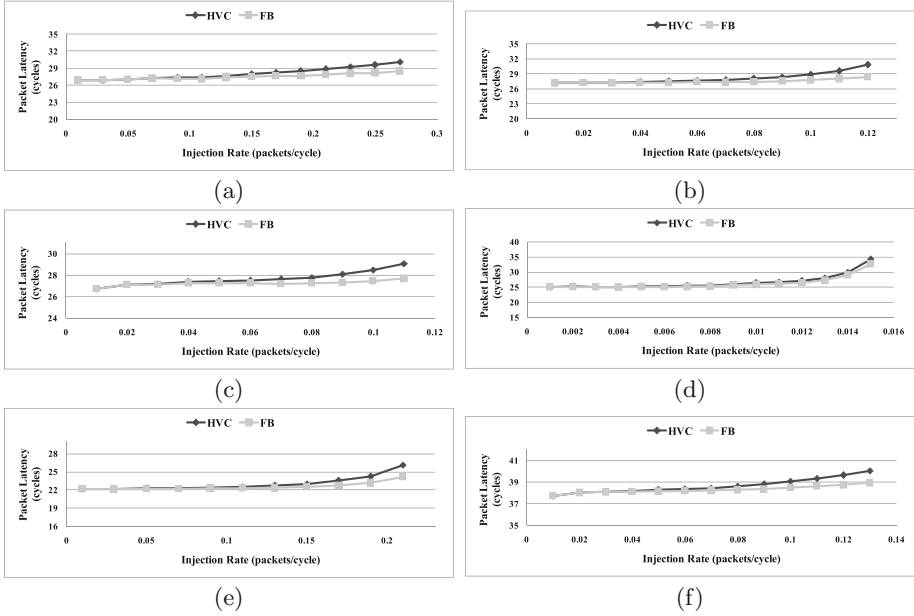 HVC FB
Packet Latency
(cycles)
35
32
29
26
23
20
0 0.05 0.1 0.15 0.2 0.25 0.3
Injection Rate (packets/cycle)
(a)
HVC FB
Packet Latency
(cycles)
35
32
29
26
23
20
0 0.02 0.04 0.06 0.08 0.1 0.12
Injection Rate (packets/cycle)
(b)
HVC FB
Packet Latency
(cycles)
30
28
26
24
0 0.02 0.04 0.06 0.08 0.1 0.12
Injection Rate (packets/cycle)
(c)
HVC FB
Packet Latency
(cycles)
40
35
30
25
20
15
0 0.002 0.004 0.006 0.008 0.01 0.012 0.014 0.016
Injection Rate (packets/cycle)
(d)
HVC FB
Packet Latency
(cycles)
28
25
22
19
16
0 0.05 0.1 0.15 0.2
Injection Rate (packets/cycle)
(e)
HVC FB
Packet Latency
(cycles)
41
39
37
35
0 0.02 0.04 0.06 0.08 0.1 0.12 0.14
Injection Rate (packets/cycle)
(f)